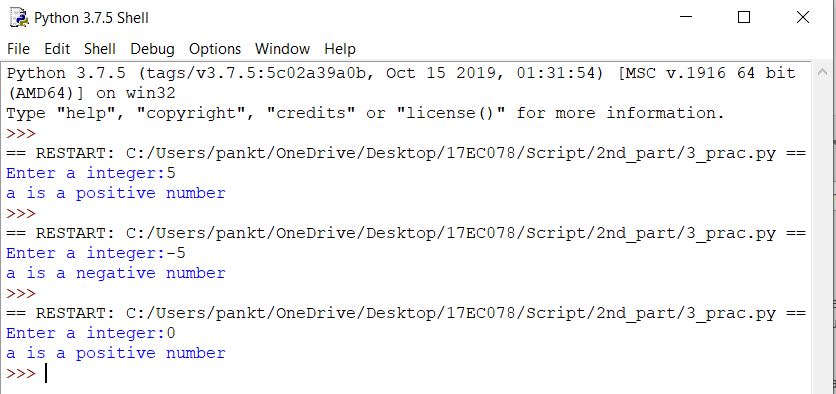 Python 3.7.5 Shell
File Edit Shell Debug Options Window Help
Python 3.7.5 (tags/v3.7.5:5c02a39a0b, Oct 15 2019, 01:31:54) [MSC v.1916 64 bit
(AMD64)] on win32
Type "help", "copyright", "credits" or "license()" for more information.
>>>
== RESTART: C:/Users/pankt/OneDrive/Desktop/17EC078/Script/2nd_part/3_prac.py ==
Enter a integer:5
a is a positive number
>>>
== RESTART: C:/Users/pankt/OneDrive/Desktop/17EC078/Script/2nd_part/3_prac.py ==
Enter a integer:-5
a is a negative number
>>>
== RESTART: C:/Users/pankt/OneDrive/Desktop/17EC078/Script/2nd_part/3_prac.py ==
Enter a integer:0
a is a positive number
>>>